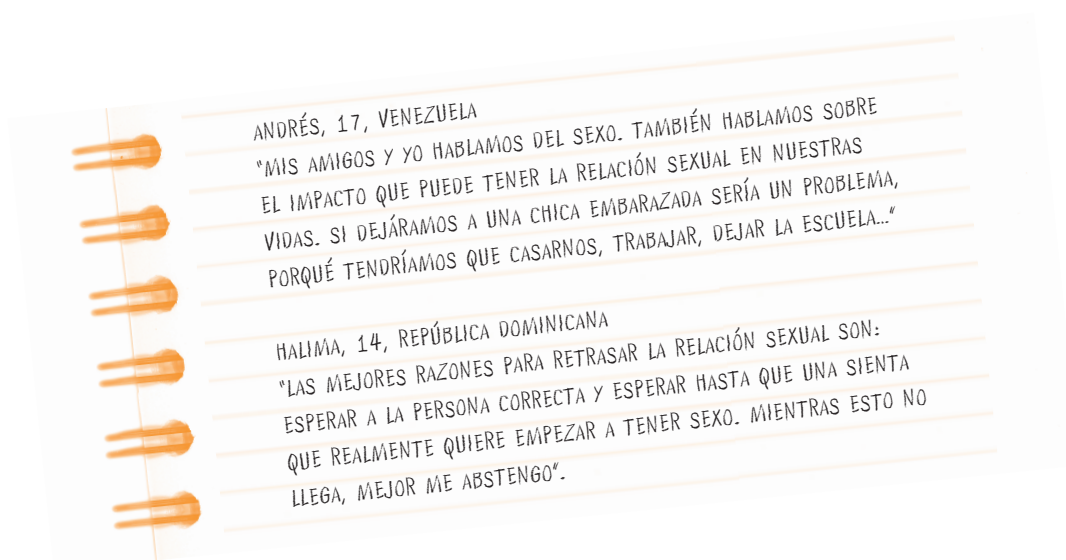 ANDRÉS, 17, VENEZUELA
"MIS AMIGOS Y YO HABLAMOS DEL SEXO. TAMBIÉN HABLAMOS SOBRE
EL IMPACTO QUE PUEDE TENER LA RELACIÓN SEXUAL EN NUESTRAS
VIDAS. SI DEJÁRAMOS A UNA CHICA EMBARAZADA SERÍA UN PROBLEMA,
PORQUÉ TENDRÍAMOS QUE CASARNOS, TRABAJAR, DEJAR LA ESCUELA..."
HALIMA, 14, REPÚBLICA DOMINICANA
"LAS MEJORES RAZONES PARA RETRASAR LA RELACIÓN SEXUAL SON:
ESPERAR A LA PERSONA CORRECTA Y ESPERAR HASTA QUE UNA SIENTA
QUE REALMENTE QUIERE EMPEZAR A TENER SEXO. MIENTRAS ESTO NO
LLEGA, MEJOR ME ABSTENGO".